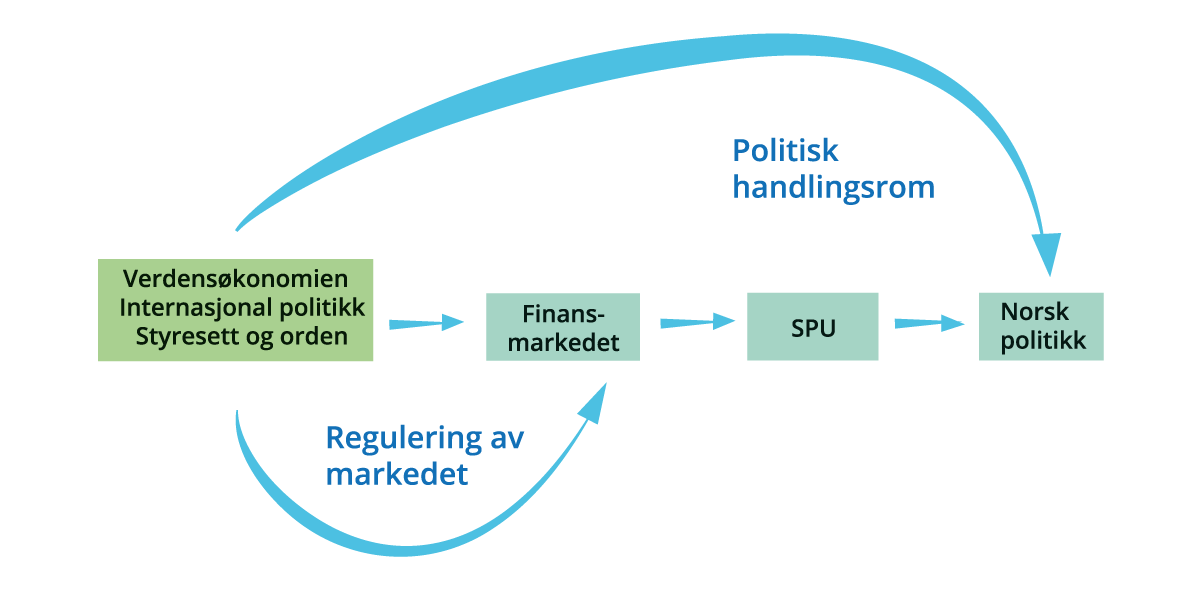 Politisk
handlingsrom
Verdensøkonomien
Internasjonal politikk
Styresett og orden
Finans-
markedet
SPU
Norsk
politikk
Regulering av
markedet